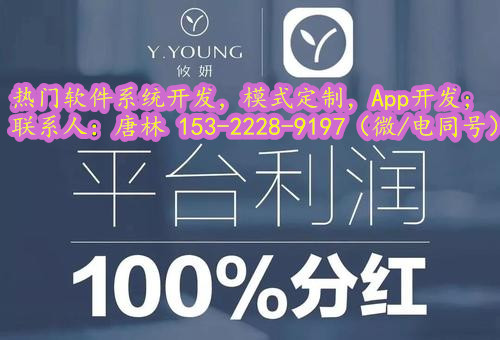 Y.YOUNG
攸妍
热门软件系统开发，模式定制，App开发；
联系人：唐林 153-2228-9197（微/电同号）
平台利润
100%分红